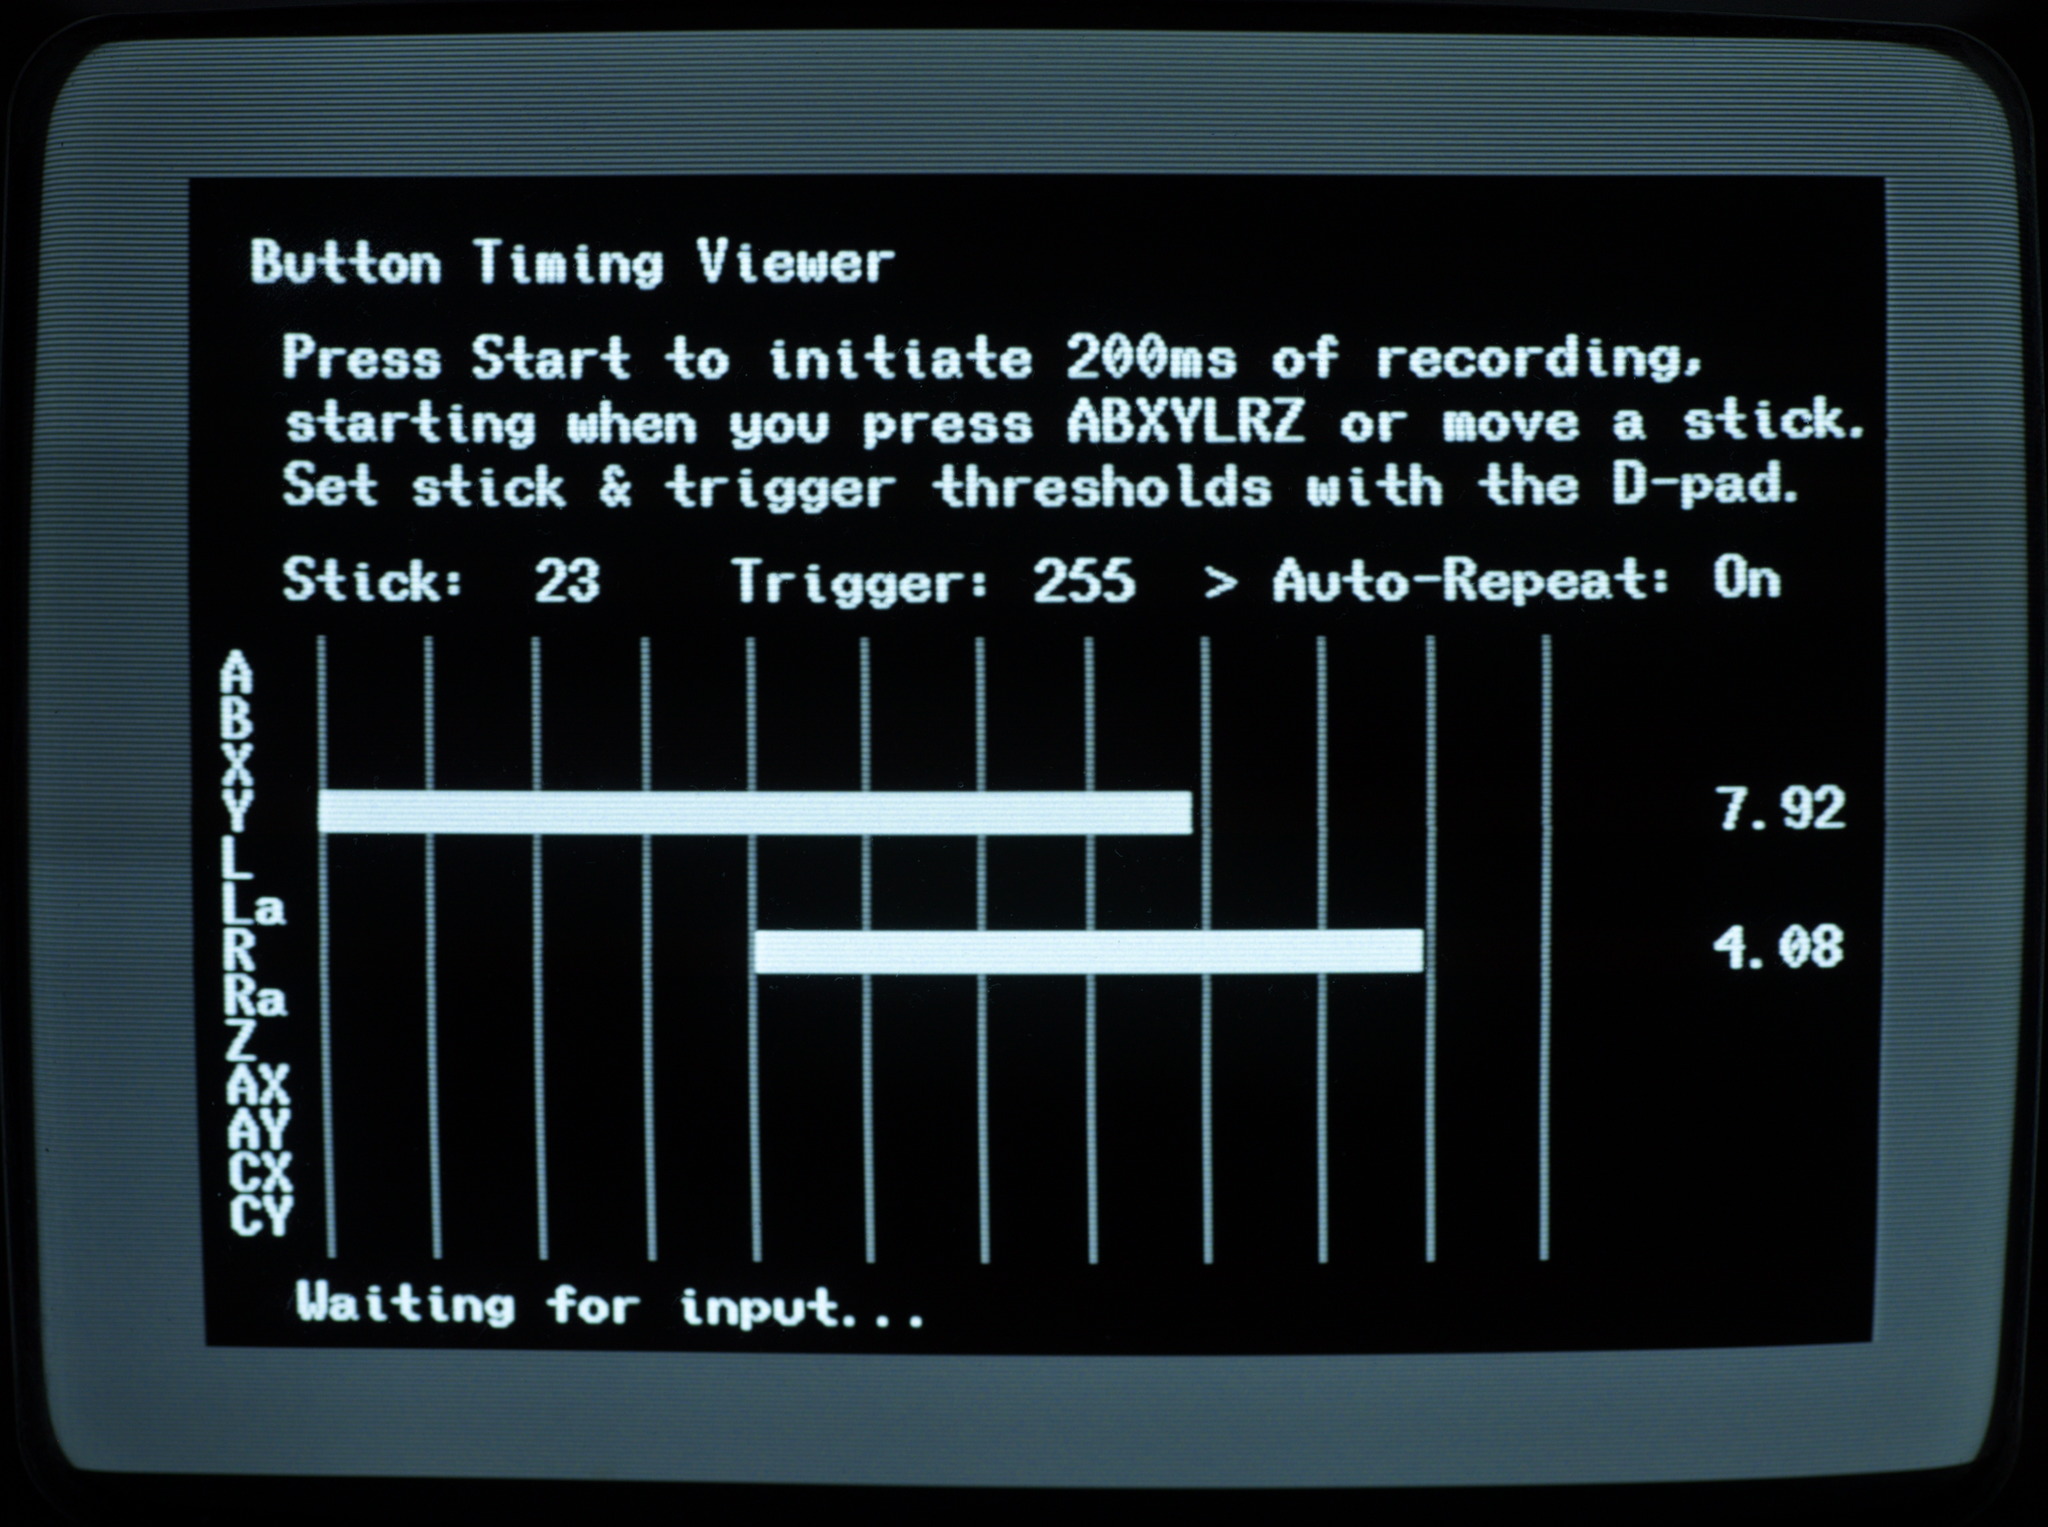 Button Timing Viewer
Press Start to initiate 200ms of recording,
starting when you press ABXYLRZ or move a stick.
Set stick & trigger thresholds with the D-pad.
Stick: 23 Trigger: 255 > Auto-Repeat: On
A
B
X
Y 7.92
L
La
R 4.08
Ra
Z
AX
AY
CX
CY
Waiting for input...